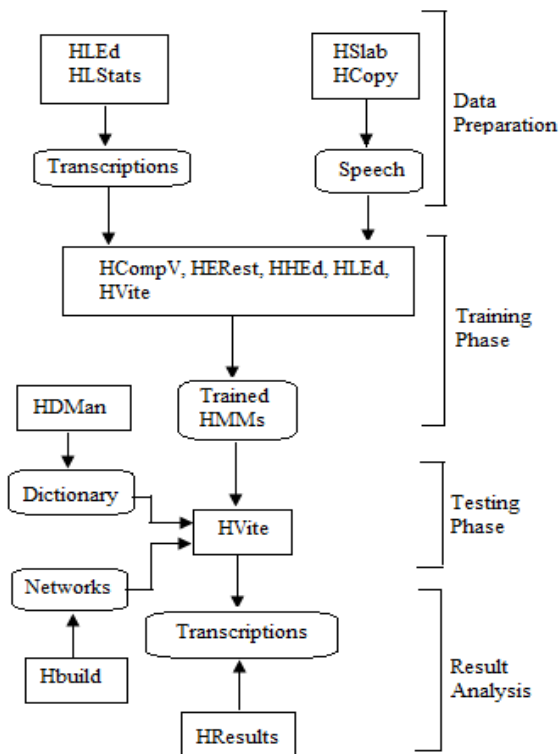 HLEd
HLStats
HSlab
HCopy
Data
Preparation
Transcriptions
Speech
HCompV, HERest, HHEd, HLEd,
HVite
Training
Phase
Trained
HMMs
HDMan
Dictionary
HVite
Testing
Phase
Networks
Transcriptions
Hbuild
Result
Analysis
HResults